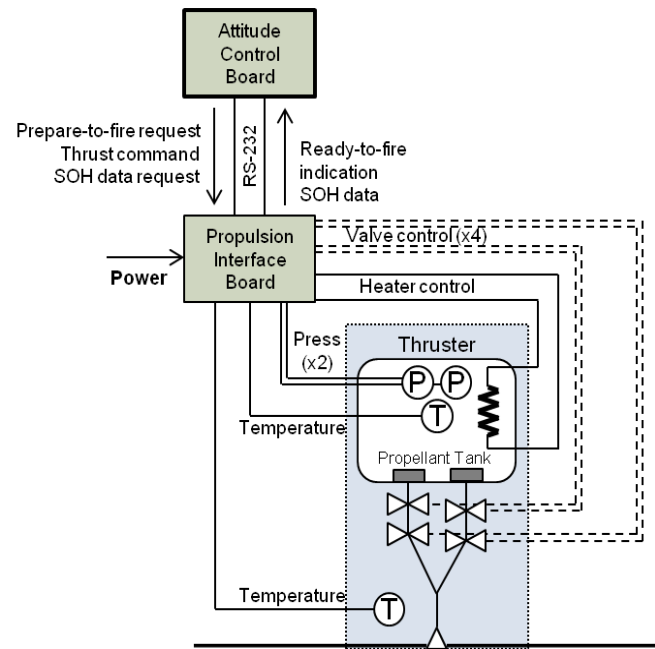 Attitude
Control
Board
Prepare-to-fire request
Thrust command
SOH data request
RS-232
Ready-to-fire
indication
SOH data
Propulsion
Interface
Board
Power
Valve control (x4)
Heater control
Press
(x2)
Thruster
P
P
T
Temperature
Propellant Tank
Temperature
T